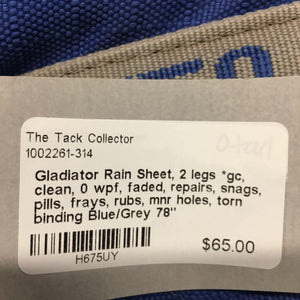 The Tack Collector
1002261-314
Gladiator Rain Sheet, 2 legs *gc,
clean, 0 wpf, faded, repairs, snags,
pills, frays, rubs, mnr holes, torn
binding Blue/Grey 78"
$65.00
H675UY